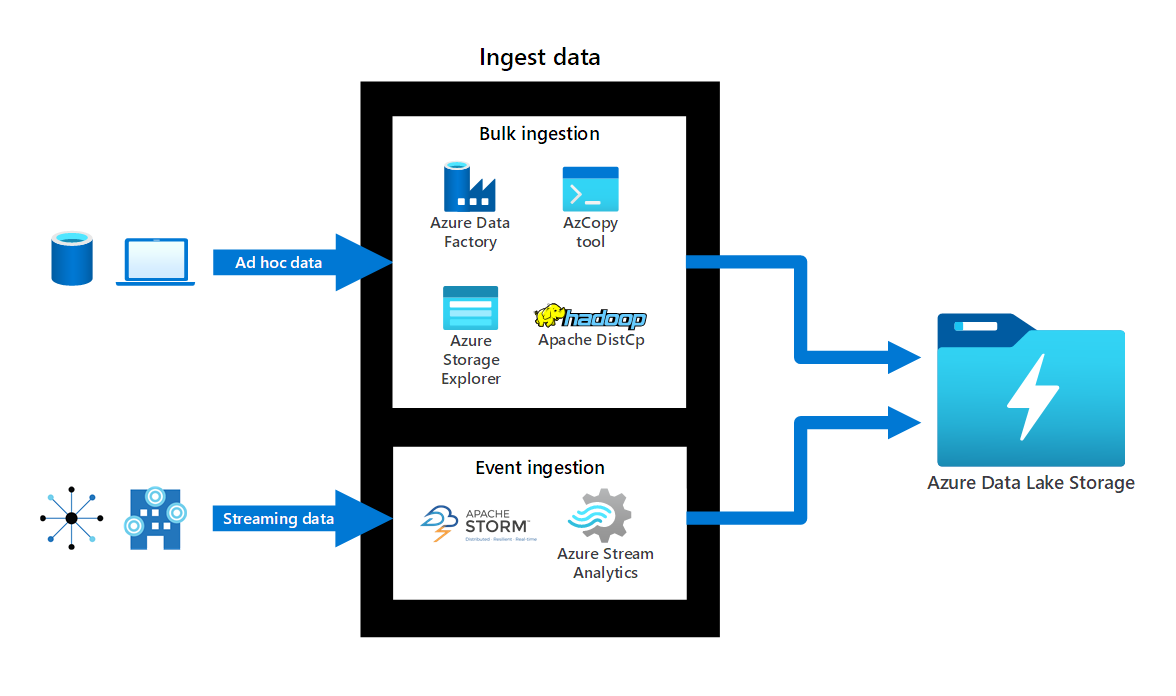 Ingest data
Bulk ingestion
Azure Data
Factory
AzCopy
tool
Ad hoc data
Azure
Storage
Explorer
hadoop
Apache DistCp
Azure Data Lake Storage
Event ingestion
Streaming data
APACHE
STORM™
Distributed · Resilient · Real-time
Azure Stream
Analytics